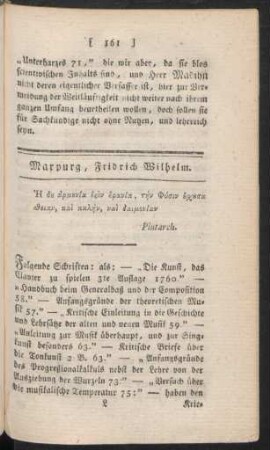 [ 161 ]
„Unterharzes 71,“ die wir aber, da sie blos
scientivischen Inhalts sind, und Herr Madihn
nicht deren eigentlicher Verfasser ist, hier zur Ver-
meidung der Weitläuftigkeit nicht weiter nach ihrem
ganzen Umfang beurtheilen wollen, doch sollen sie
für Sachkundige nicht ohne Nutzen, und lehrreich
seyn.
Marpurg, Fridrich Wilhelm.
Plutarch.
Folgende Schriften: als: — „Die Kunst, das
Clavier zu spielen 3te Auflage 1760.“ —
„Handbuch beym Generalbaß und der Composition
58.“ — „Anfangsgründe der theoretischen Mu-
sik 57.“ — „Kritische Einleitung in die Geschichte
und Lehrsätze der alten und neuen Musik 59.“ —
„Anleitung zur Musik überhaupt, und zur Sing-
kunst besonders 63.“ — Kritische Briefe über
die Tonkunst 2 B. 63.“ — „Anfangsgründe
des Progressionalkalkuls nebst der Lehre von der
Ausziehung der Wurzeln 73.“ — „Versuch über
die musikalische Temperatur 75:“ — haben den
L Krie-